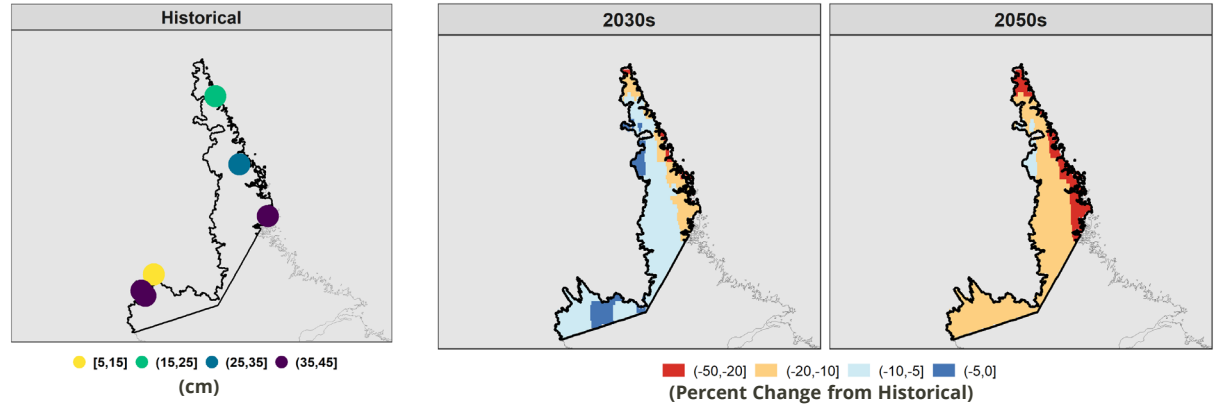 Historical
[5,15] (15,25] (25,35] (35,45]
(cm)
2030s
2050s
(-50,-20] (-20,-10] (-10,-5] (-5,0]
(Percent Change from Historical)